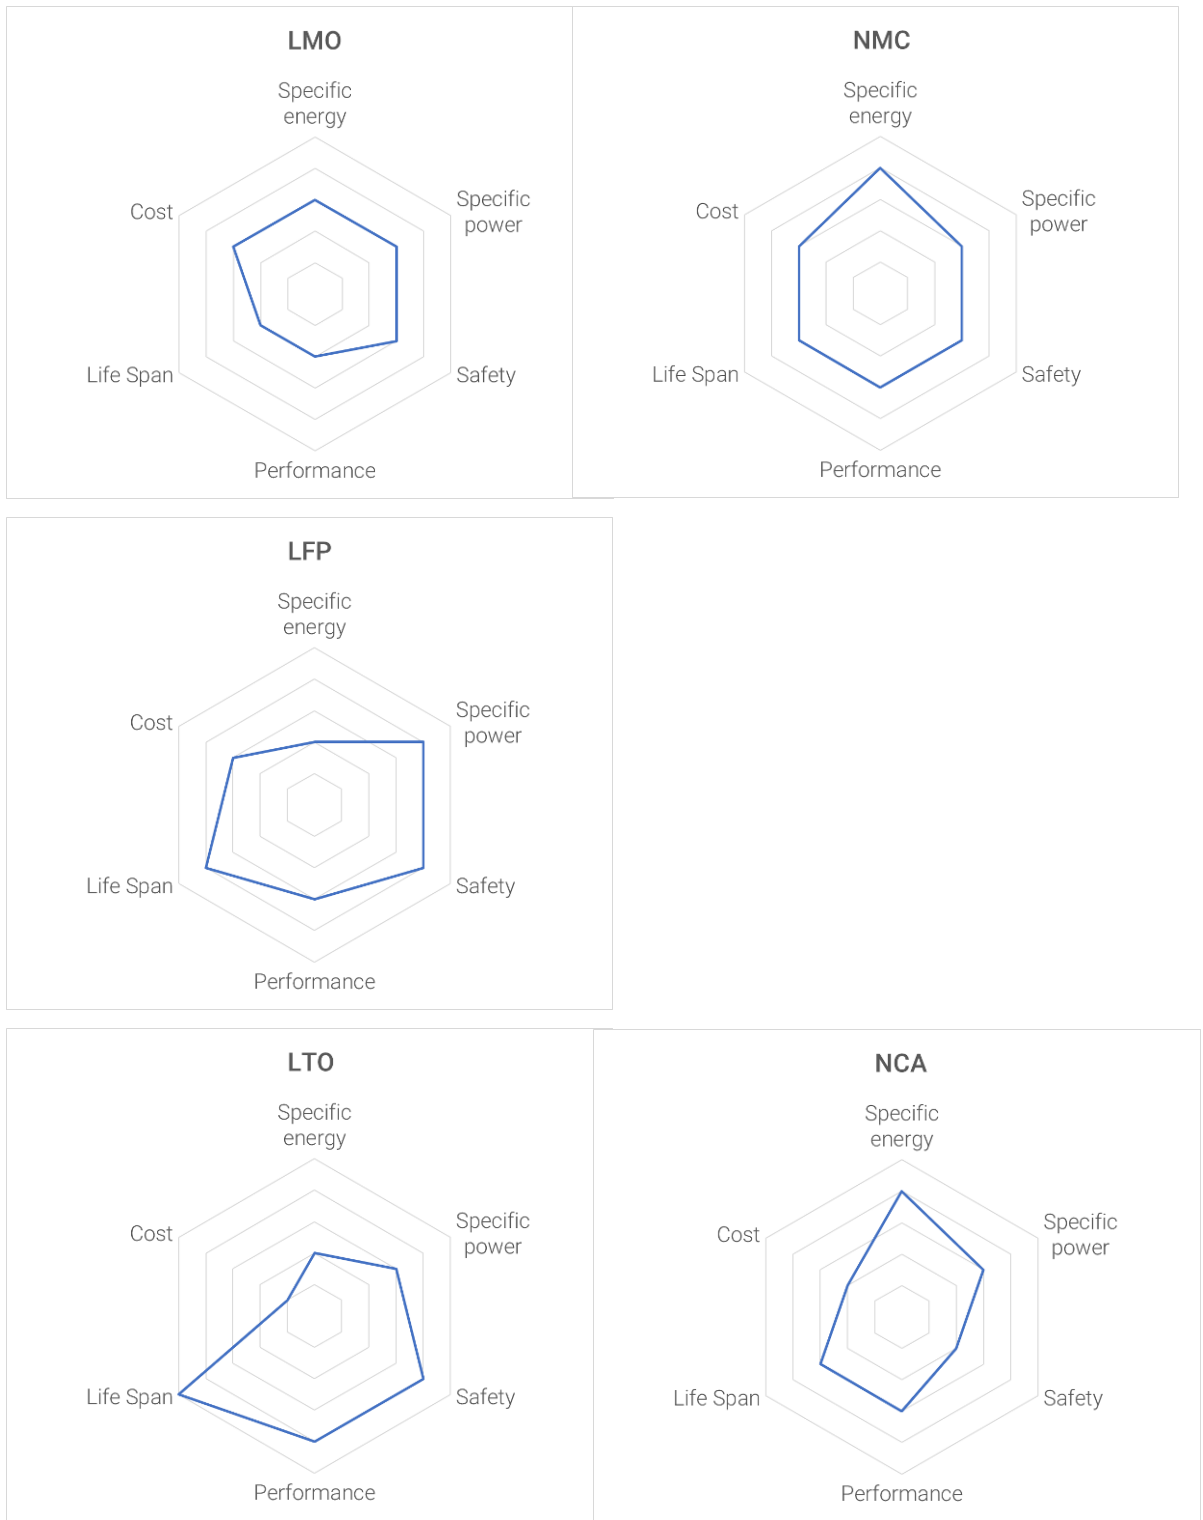 LMO
Specific
energy
Cost
Specific
power
Life Span
Safety
Performance
NMC
Specific
energy
Cost
Specific
power
Life Span
Safety
Performance
LFP
Specific
energy
Cost
Specific
power
Life Span
Safety
Performance
LTO
Specific
energy
Cost
Specific
power
Life Span
Safety
Performance
NCA
Specific
energy
Cost
Specific
power
Life Span
Safety
Performance